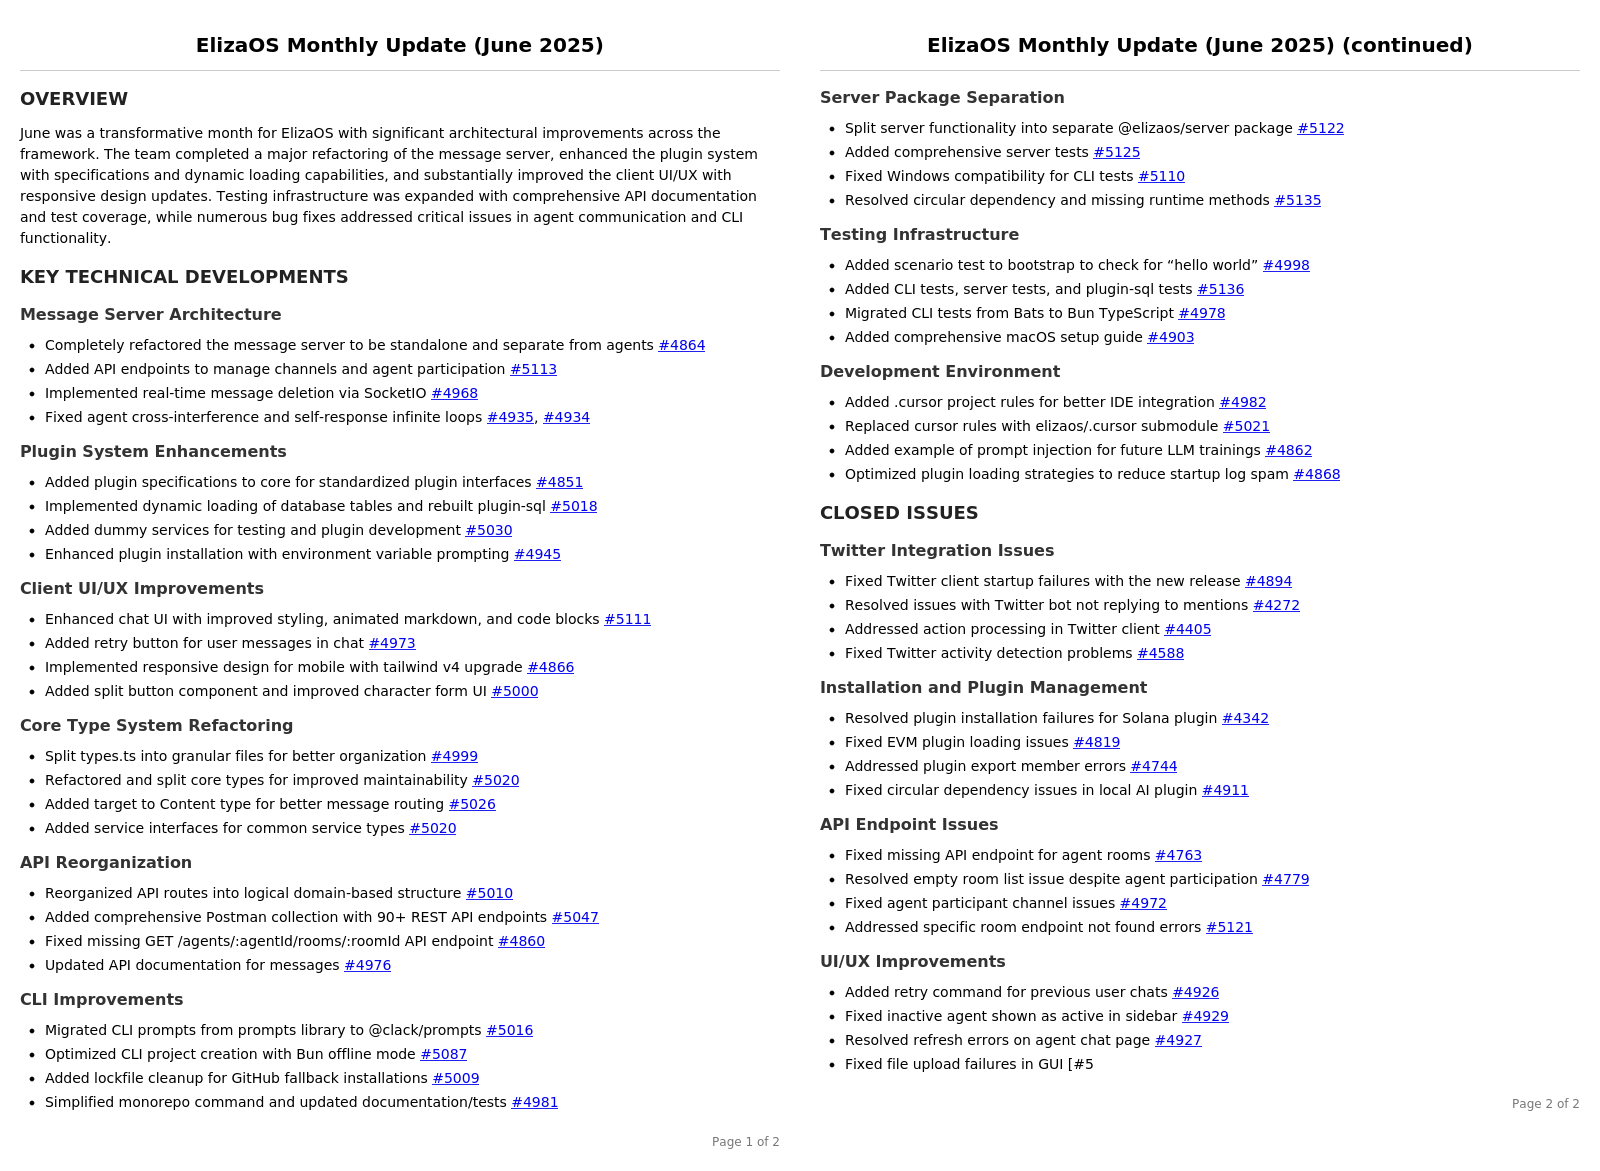 ElizaOS Monthly Update (June 2025)
OVERVIEW
June was a transformative month for ElizaOS with significant architectural improvements across the
framework. The team completed a major refactoring of the message server, enhanced the plugin system
with specifications and dynamic loading capabilities, and substantially improved the client UI/UX with
responsive design updates. Testing infrastructure was expanded with comprehensive API documentation
and test coverage, while numerous bug fixes addressed critical issues in agent communication and CLI
functionality.
KEY TECHNICAL DEVELOPMENTS
Message Server Architecture
• Completely refactored the message server to be standalone and separate from agents #4864
• Added API endpoints to manage channels and agent participation #5113
• Implemented real-time message deletion via SocketIO #4968
• Fixed agent cross-interference and self-response infinite loops #4935, #4934
Plugin System Enhancements
• Added plugin specifications to core for standardized plugin interfaces #4851
• Implemented dynamic loading of database tables and rebuilt plugin-sql #5018
• Added dummy services for testing and plugin development #5030
• Enhanced plugin installation with environment variable prompting #4945
Client UI/UX Improvements
• Enhanced chat UI with improved styling, animated markdown, and code blocks #5111
• Added retry button for user messages in chat #4973
• Implemented responsive design for mobile with tailwind v4 upgrade #4866
• Added split button component and improved character form UI #5000
Core Type System Refactoring
• Split types.ts into granular files for better organization #4999
• Refactored and split core types for improved maintainability #5020
• Added target to Content type for better message routing #5026
• Added service interfaces for common service types #5020
API Reorganization
• Reorganized API routes into logical domain-based structure #5010
• Added comprehensive Postman collection with 90+ REST API endpoints #5047
• Fixed missing GET /agents/:agentId/rooms/:roomId API endpoint #4860
• Updated API documentation for messages #4976
CLI Improvements
• Migrated CLI prompts from prompts library to @clack/prompts #5016
• Optimized CLI project creation with Bun offline mode #5087
• Added lockfile cleanup for GitHub fallback installations #5009
• Simplified monorepo command and updated documentation/tests #4981
Page 1 of 2
ElizaOS Monthly Update (June 2025) (continued)
Server Package Separation
• Split server functionality into separate @elizaos/server package #5122
• Added comprehensive server tests #5125
• Fixed Windows compatibility for CLI tests #5110
• Resolved circular dependency and missing runtime methods #5135
Testing Infrastructure
• Added scenario test to bootstrap to check for “hello world” #4998
• Added CLI tests, server tests, and plugin-sql tests #5136
• Migrated CLI tests from Bats to Bun TypeScript #4978
• Added comprehensive macOS setup guide #4903
Development Environment
• Added .cursor project rules for better IDE integration #4982
• Replaced cursor rules with elizaos/.cursor submodule #5021
• Added example of prompt injection for future LLM trainings #4862
• Optimized plugin loading strategies to reduce startup log spam #4868
CLOSED ISSUES
Twitter Integration Issues
• Fixed Twitter client startup failures with the new release #4894
• Resolved issues with Twitter bot not replying to mentions #4272
• Addressed action processing in Twitter client #4405
• Fixed Twitter activity detection problems #4588
Installation and Plugin Management
• Resolved plugin installation failures for Solana plugin #4342
• Fixed EVM plugin loading issues #4819
• Addressed plugin export member errors #4744
• Fixed circular dependency issues in local AI plugin #4911
API Endpoint Issues
• Fixed missing API endpoint for agent rooms #4763
• Resolved empty room list issue despite agent participation #4779
• Fixed agent participant channel issues #4972
• Addressed specific room endpoint not found errors #5121
UI/UX Improvements
• Added retry command for previous user chats #4926
• Fixed inactive agent shown as active in sidebar #4929
• Resolved refresh errors on agent chat page #4927
• Fixed file upload failures in GUI [#5
Page 2 of 2